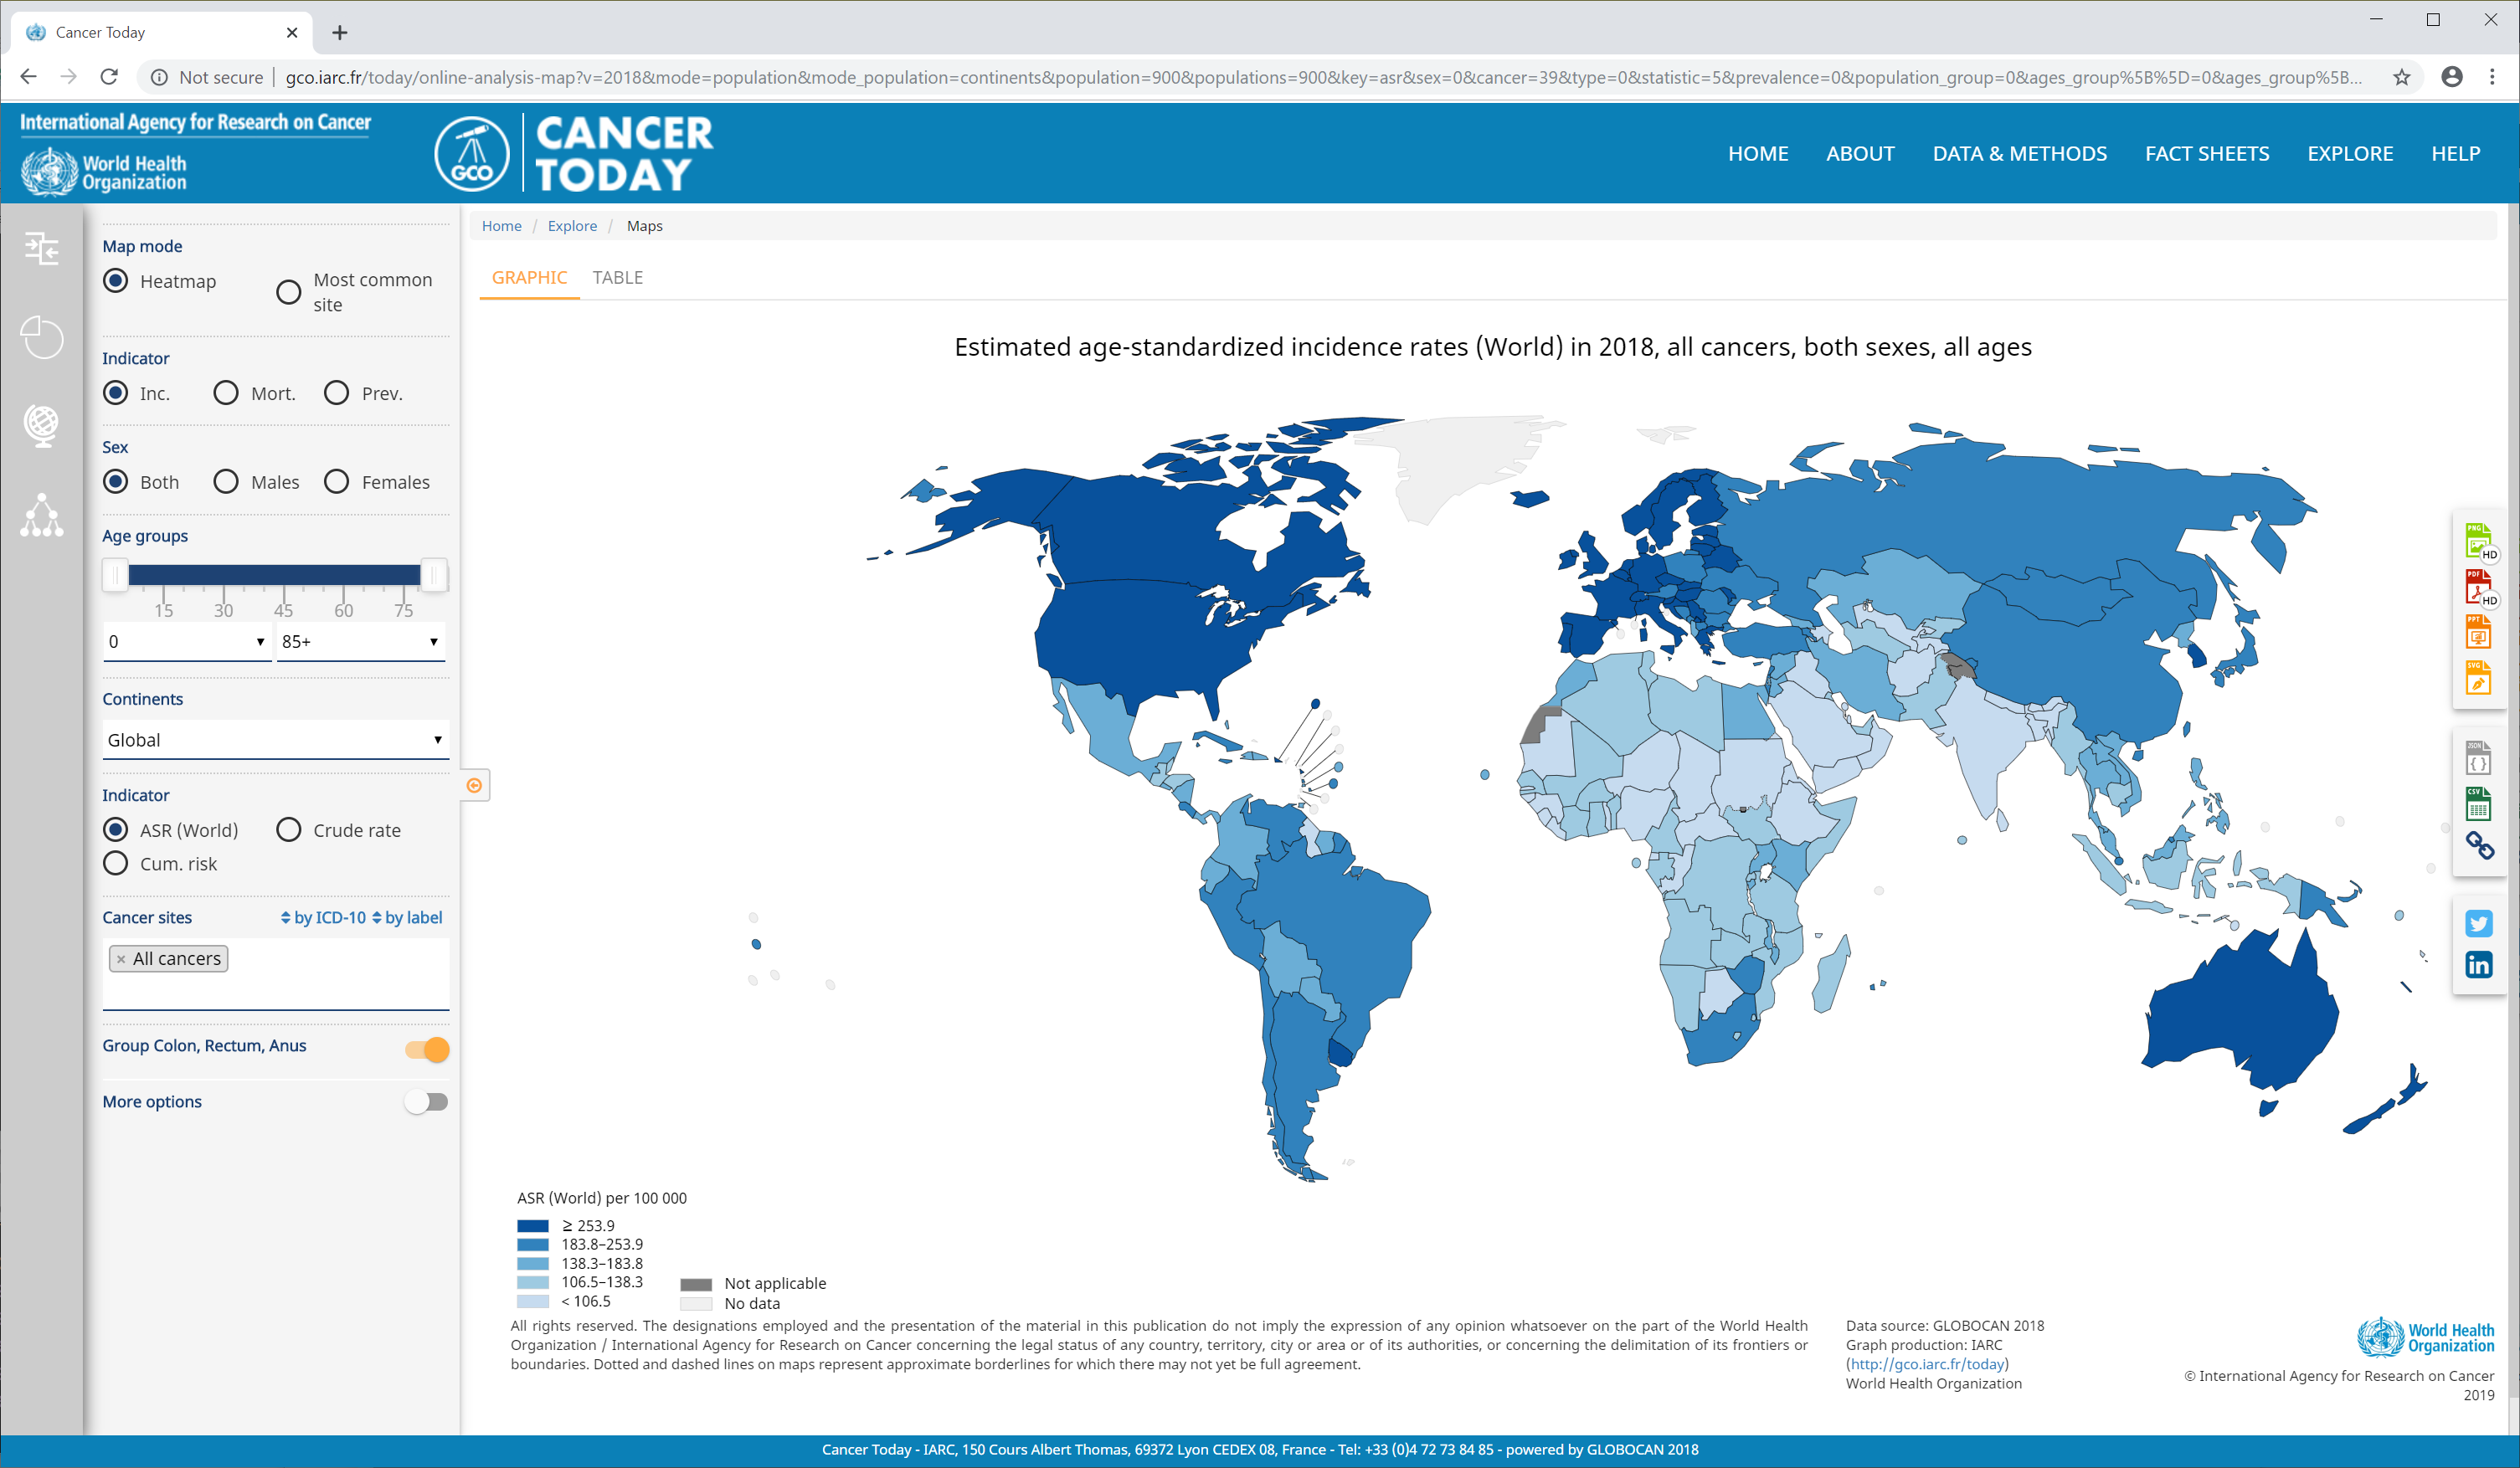 Cancer Today
Not secure | gco.iarc.fr/today/online-analysis-map?v=2018&mode=population&mode_population=continents&population=900&populations=900&key=asr&sex=0&cancer=39&type=0&statistic=5&prevalence=0&population_group=0&ages_group%5B%5D=0&ages_group%5B...
International Agency for Research on Cancer
World Health
Organization
GCO
CANCER
TODAY
HOME ABOUT DATA & METHODS FACT SHEETS EXPLORE HELP
Home / Explore / Maps
GRAPHIC TABLE
Map mode
Heatmap
Most common
site
Indicator
Inc. Mort. Prev.
Sex
Both Males Females
Age groups
15 30 45 60 75
0 85+
Continents
Global
Indicator
ASR (World) Crude rate
Cum. risk
Cancer sites by ICD-10 by label
× All cancers
Group Colon, Rectum, Anus
More options
Estimated age-standardized incidence rates (World) in 2018, all cancers, both sexes, all ages
PNG
HD
PDF
HD
PPT
SVG
JSON
{ }
CSV
in
ASR (World) per 100 000
≥ 253.9
183.8–253.9
138.3–183.8
106.5–138.3
< 106.5
Not applicable
No data
All rights reserved. The designations employed and the presentation of the material in this publication do not imply the expression of any opinion whatsoever on the part of the World Health
Organization / International Agency for Research on Cancer concerning the legal status of any country, territory, city or area or of its authorities, or concerning the delimitation of its frontiers or
boundaries. Dotted and dashed lines on maps represent approximate borderlines for which there may not yet be full agreement.
Data source: GLOBOCAN 2018
Graph production: IARC
(http://gco.iarc.fr/today)
World Health Organization
World Health
Organization
© International Agency for Research on Cancer
2019
Cancer Today - IARC, 150 Cours Albert Thomas, 69372 Lyon CEDEX 08, France - Tel: +33 (0)4 72 73 84 85 - powered by GLOBOCAN 2018